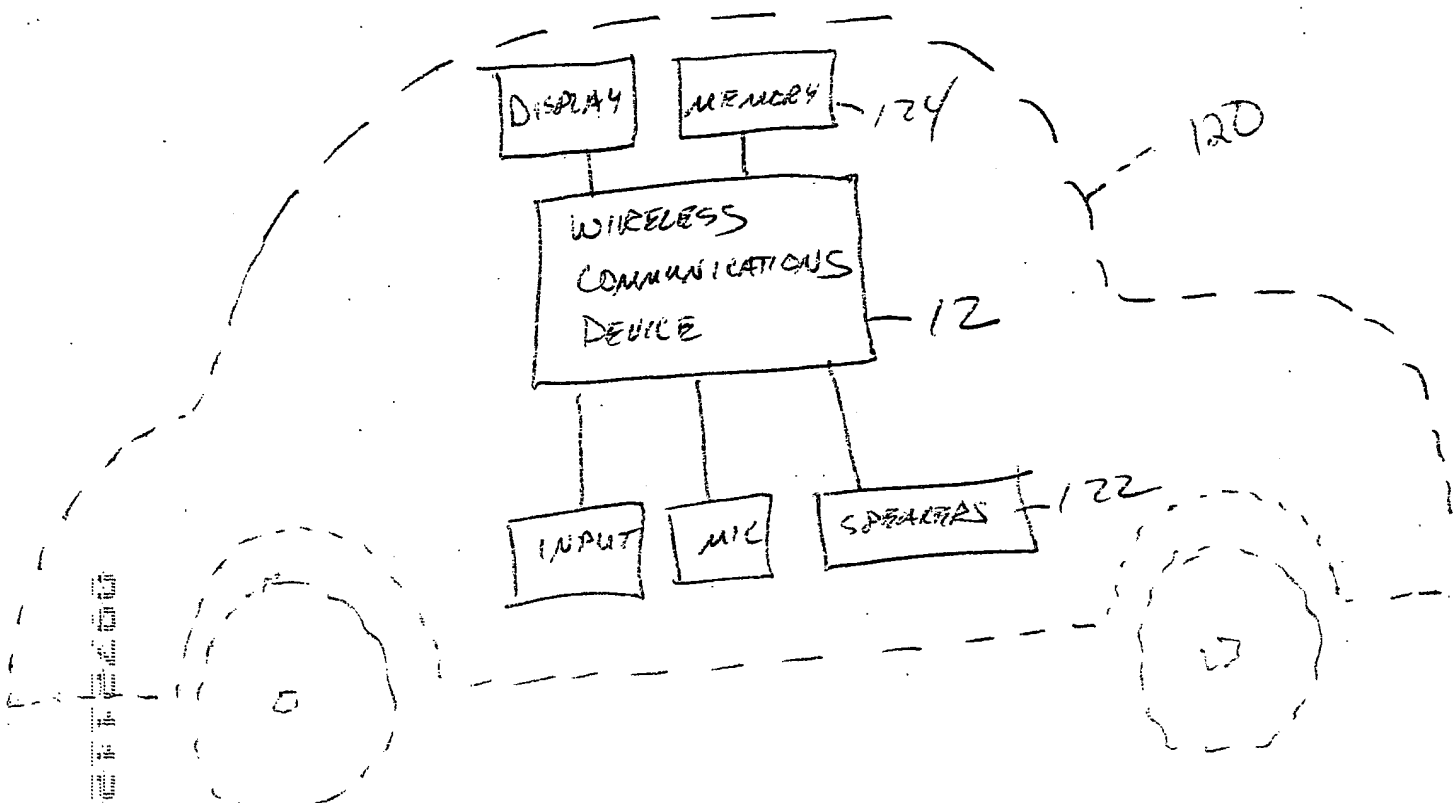 DISPLAY
MEMORY
124
120
WIRELESS
COMMUNICATIONS
DEVICE
12
INPUT
MIC
SPEAKERS
122